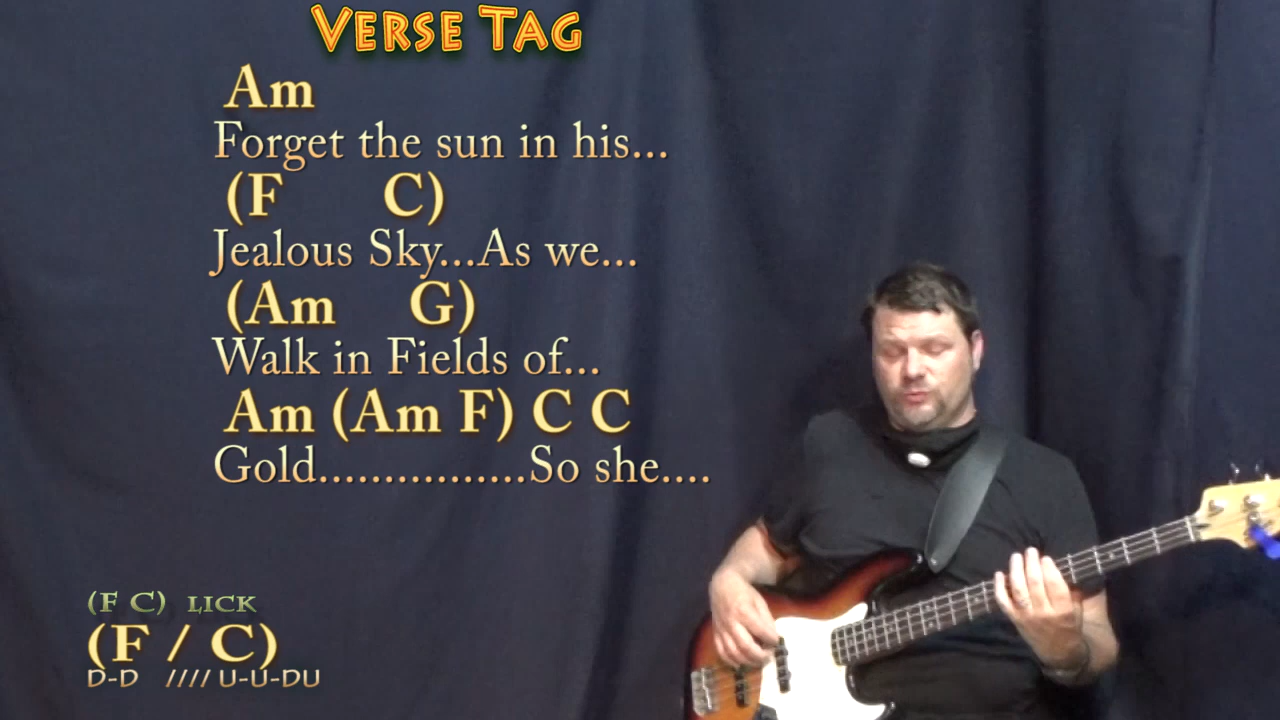 VERSE TAG
Am
Forget the sun in his...
(F C)
Jealous Sky...As we...
(Am G)
Walk in Fields of...
Am (Am F) C C
Gold................So she....
(F C) LICK
(F / C)
D-D //// U-U-DU